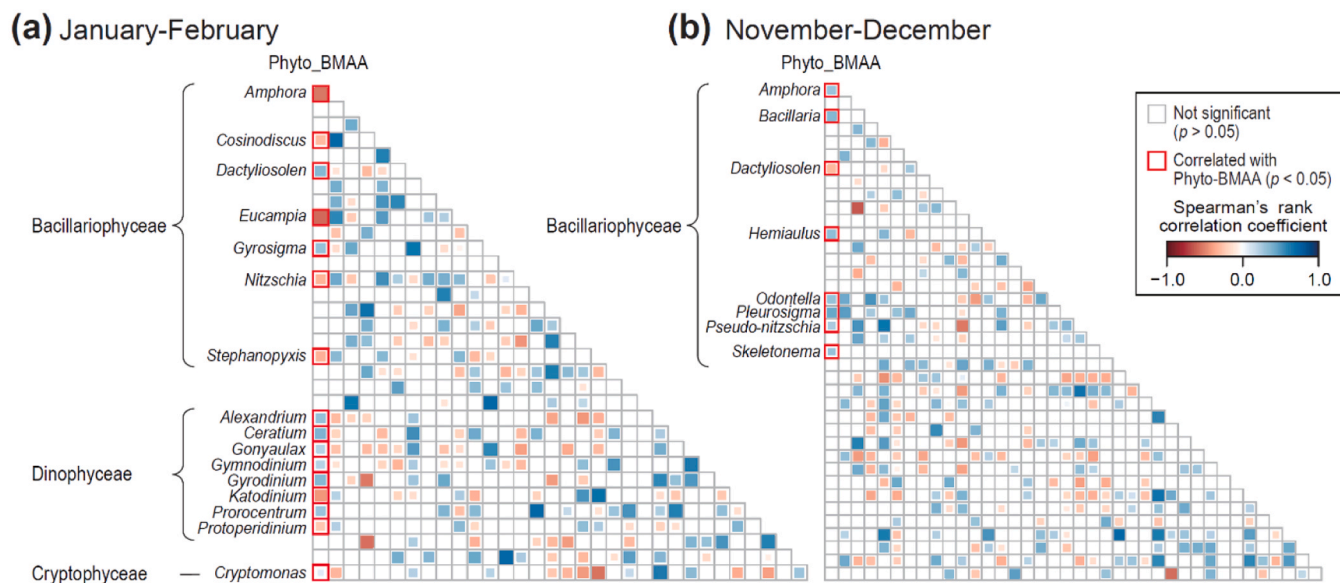 (a) January-February
Phyto_BMAA
Amphora
Cosinodiscus
Dactyliosolen
Bacillariophyceae
Eucampia
Gyrosigma
Nitzschia
Stephanopyxis
Alexandrium
Ceratium
Gonyaulax
Dinophyceae
Gymnodinium
Gyrodinium
Katodinium
Prorocentrum
Protoperidinium
Cryptophyceae
Cryptomonas
(b) November-December
Phyto_BMAA
Amphora
Bacillaria
Dactyliosolen
Bacillariophyceae
Hemiaulus
Odontella
Pleurosigma
Pseudo-nitzschia
Skeletonema
Not significant
(p > 0.05)
Correlated with
Phyto-BMAA (p < 0.05)
Spearman's rank
correlation coefficient
−1.0 0.0 1.0